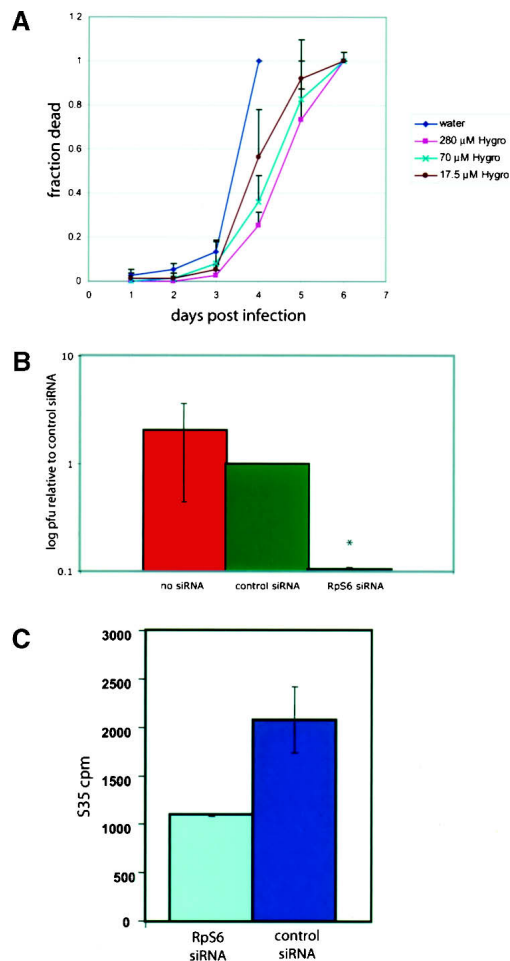 A
1 2
1
0.8
0.6
0.4
0.2
0
fraction dead
0 1 2 3 4 5 6 7
days post infection
water
280 µM Hygro
70 µM Hygro
17.5 µM Hygro
B
10
1
0.1
log pfu relative to control siRNA
*
no siRNA control siRNA RpS6 siRNA
C
3000
2500
2000
1500
1000
500
0
S35 cpm
RpS6 control
siRNA siRNA